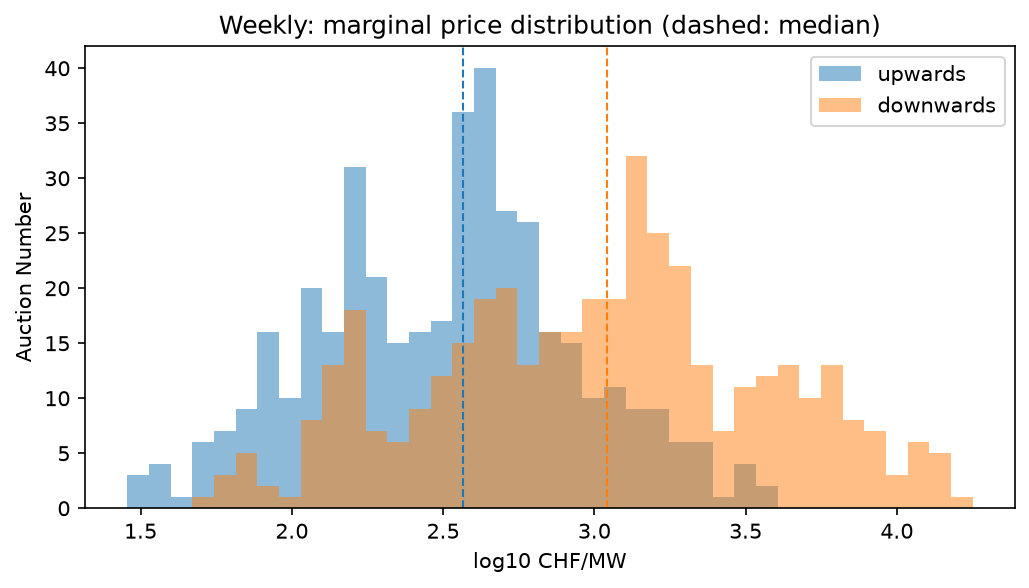 Weekly: marginal price distribution (dashed: median)
upwards
downwards
Auction Number
40
35
30
25
20
15
10
5
0
1.5 2.0 2.5 3.0 3.5 4.0
log10 CHF/MW